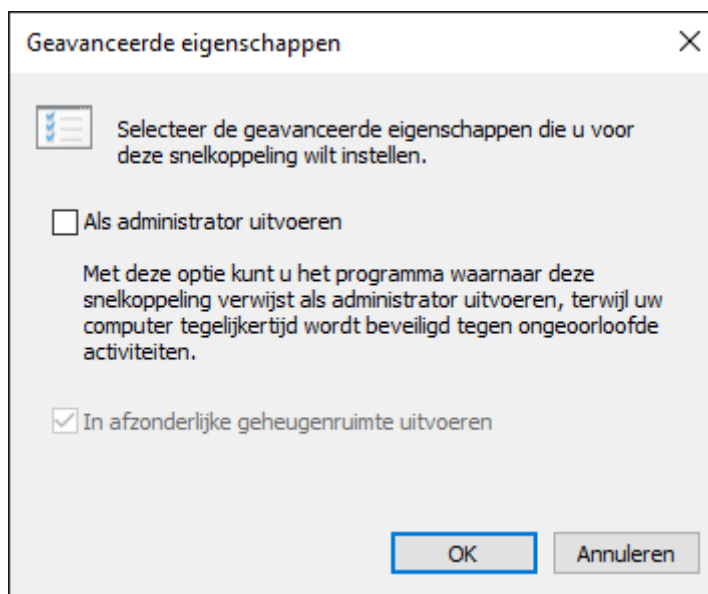 Geavanceerde eigenschappen
Selecteer de geavanceerde eigenschappen die u voor
deze snelkoppeling wilt instellen.
Als administrator uitvoeren
Met deze optie kunt u het programma waarnaar deze
snelkoppeling verwijst als administrator uitvoeren, terwijl uw
computer tegelijkertijd wordt beveiligd tegen ongeoorloofde
activiteiten.
In afzonderlijke geheugenruimte uitvoeren
OK Annuleren